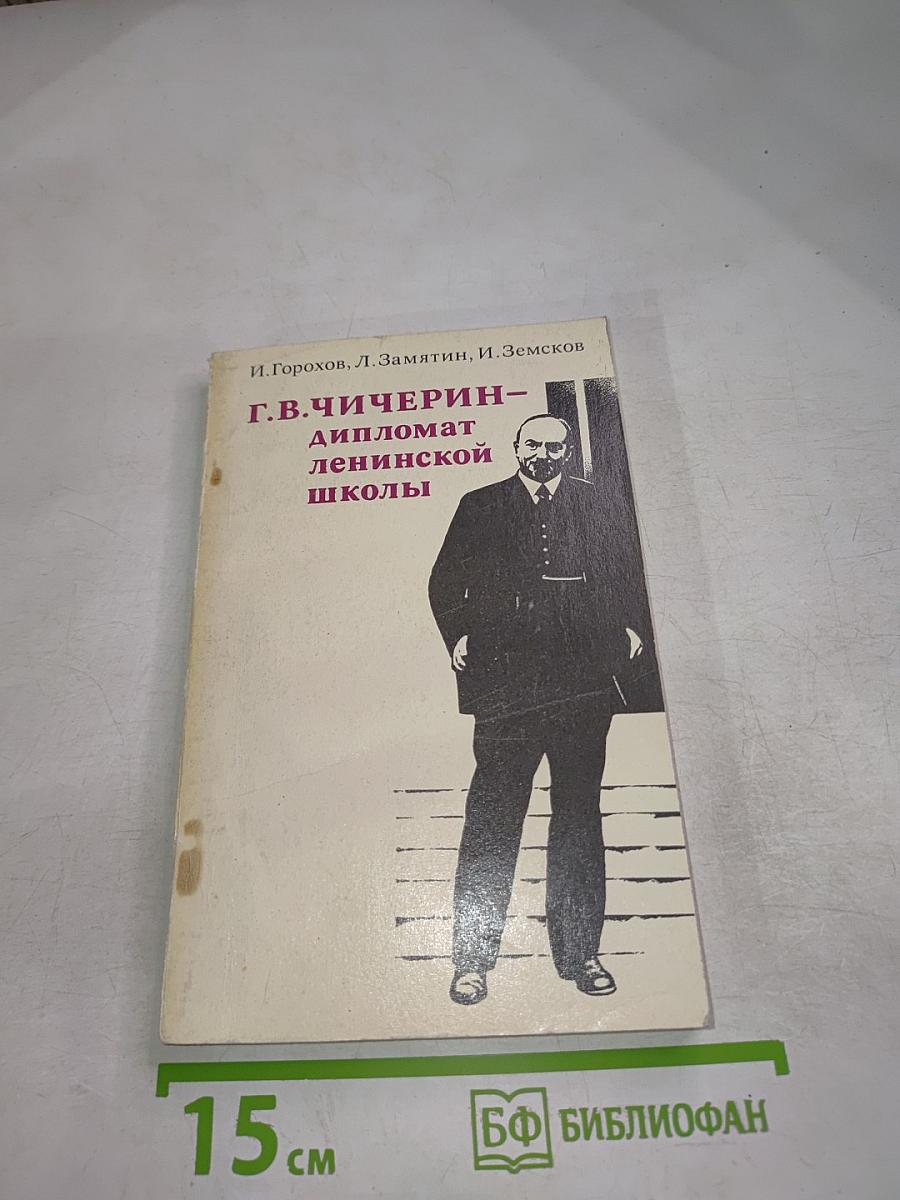 И.Горохов, Л.Замятин, И.Земсков
Г.В.ЧИЧЕРИН–
дипломат
ленинской
школы
15 см
БФ БИБЛИОФАН